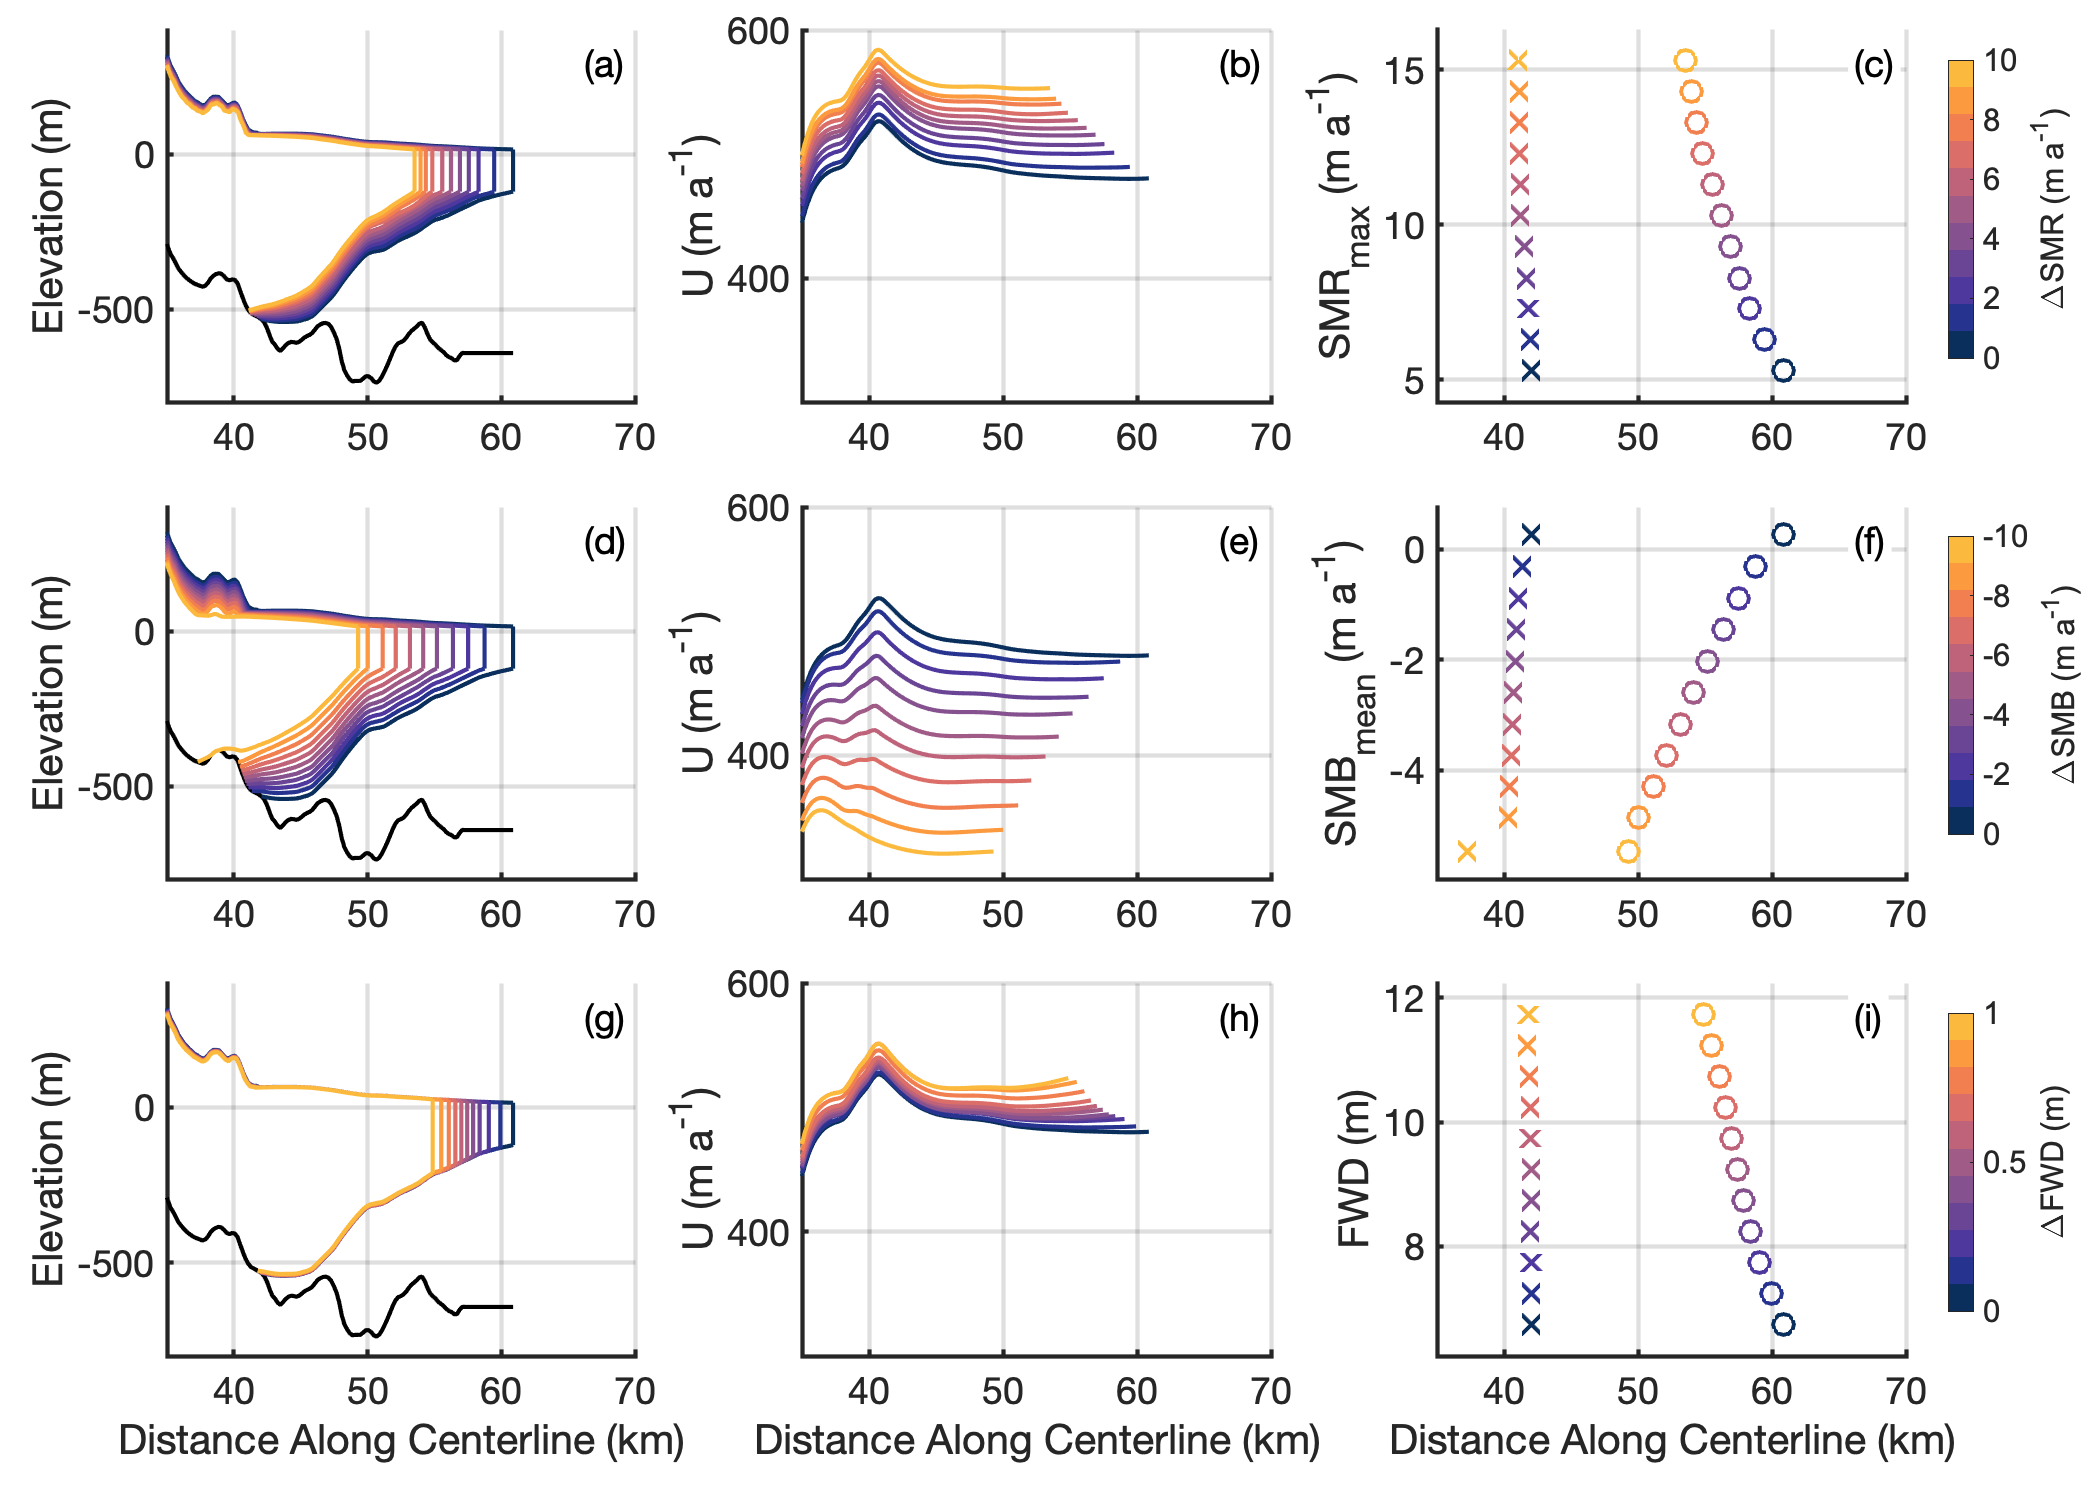 (a)
Elevation (m)
0
-500
40 50 60 70
(b)
U (m a-1)
600
400
40 50 60 70
(c)
SMRmax (m a-1)
15
10
5
40 50 60 70
10
8
6
4
2
0
△SMR (m a-1)
(d)
Elevation (m)
0
-500
40 50 60 70
(e)
U (m a-1)
600
400
40 50 60 70
(f)
SMBmean (m a-1)
0
-2
-4
40 50 60 70
-10
-8
-6
-4
-2
0
△SMB (m a-1)
(g)
Elevation (m)
0
-500
40 50 60 70
Distance Along Centerline (km)
(h)
U (m a-1)
600
400
40 50 60 70
Distance Along Centerline (km)
(i)
FWD (m)
12
10
8
40 50 60 70
Distance Along Centerline (km)
1
0.5
0
△FWD (m)